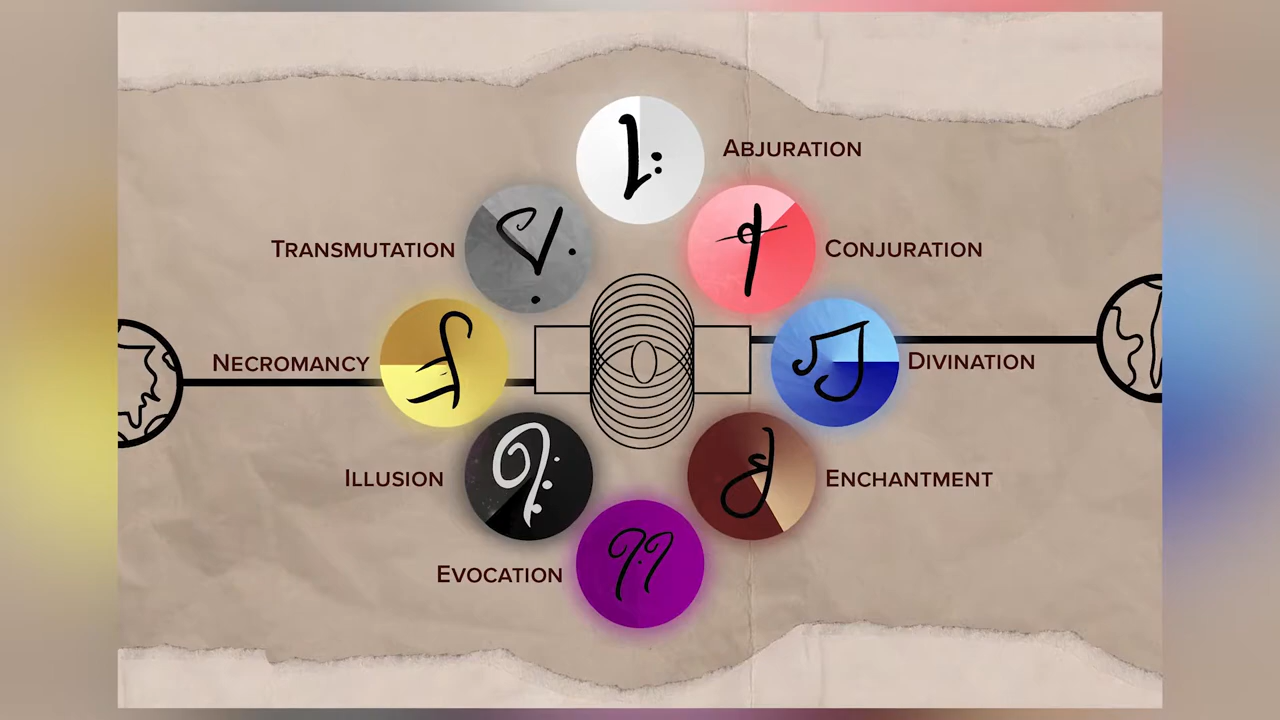 Abjuration
Transmutation
Conjuration
Necromancy
Divination
Illusion
Enchantment
Evocation